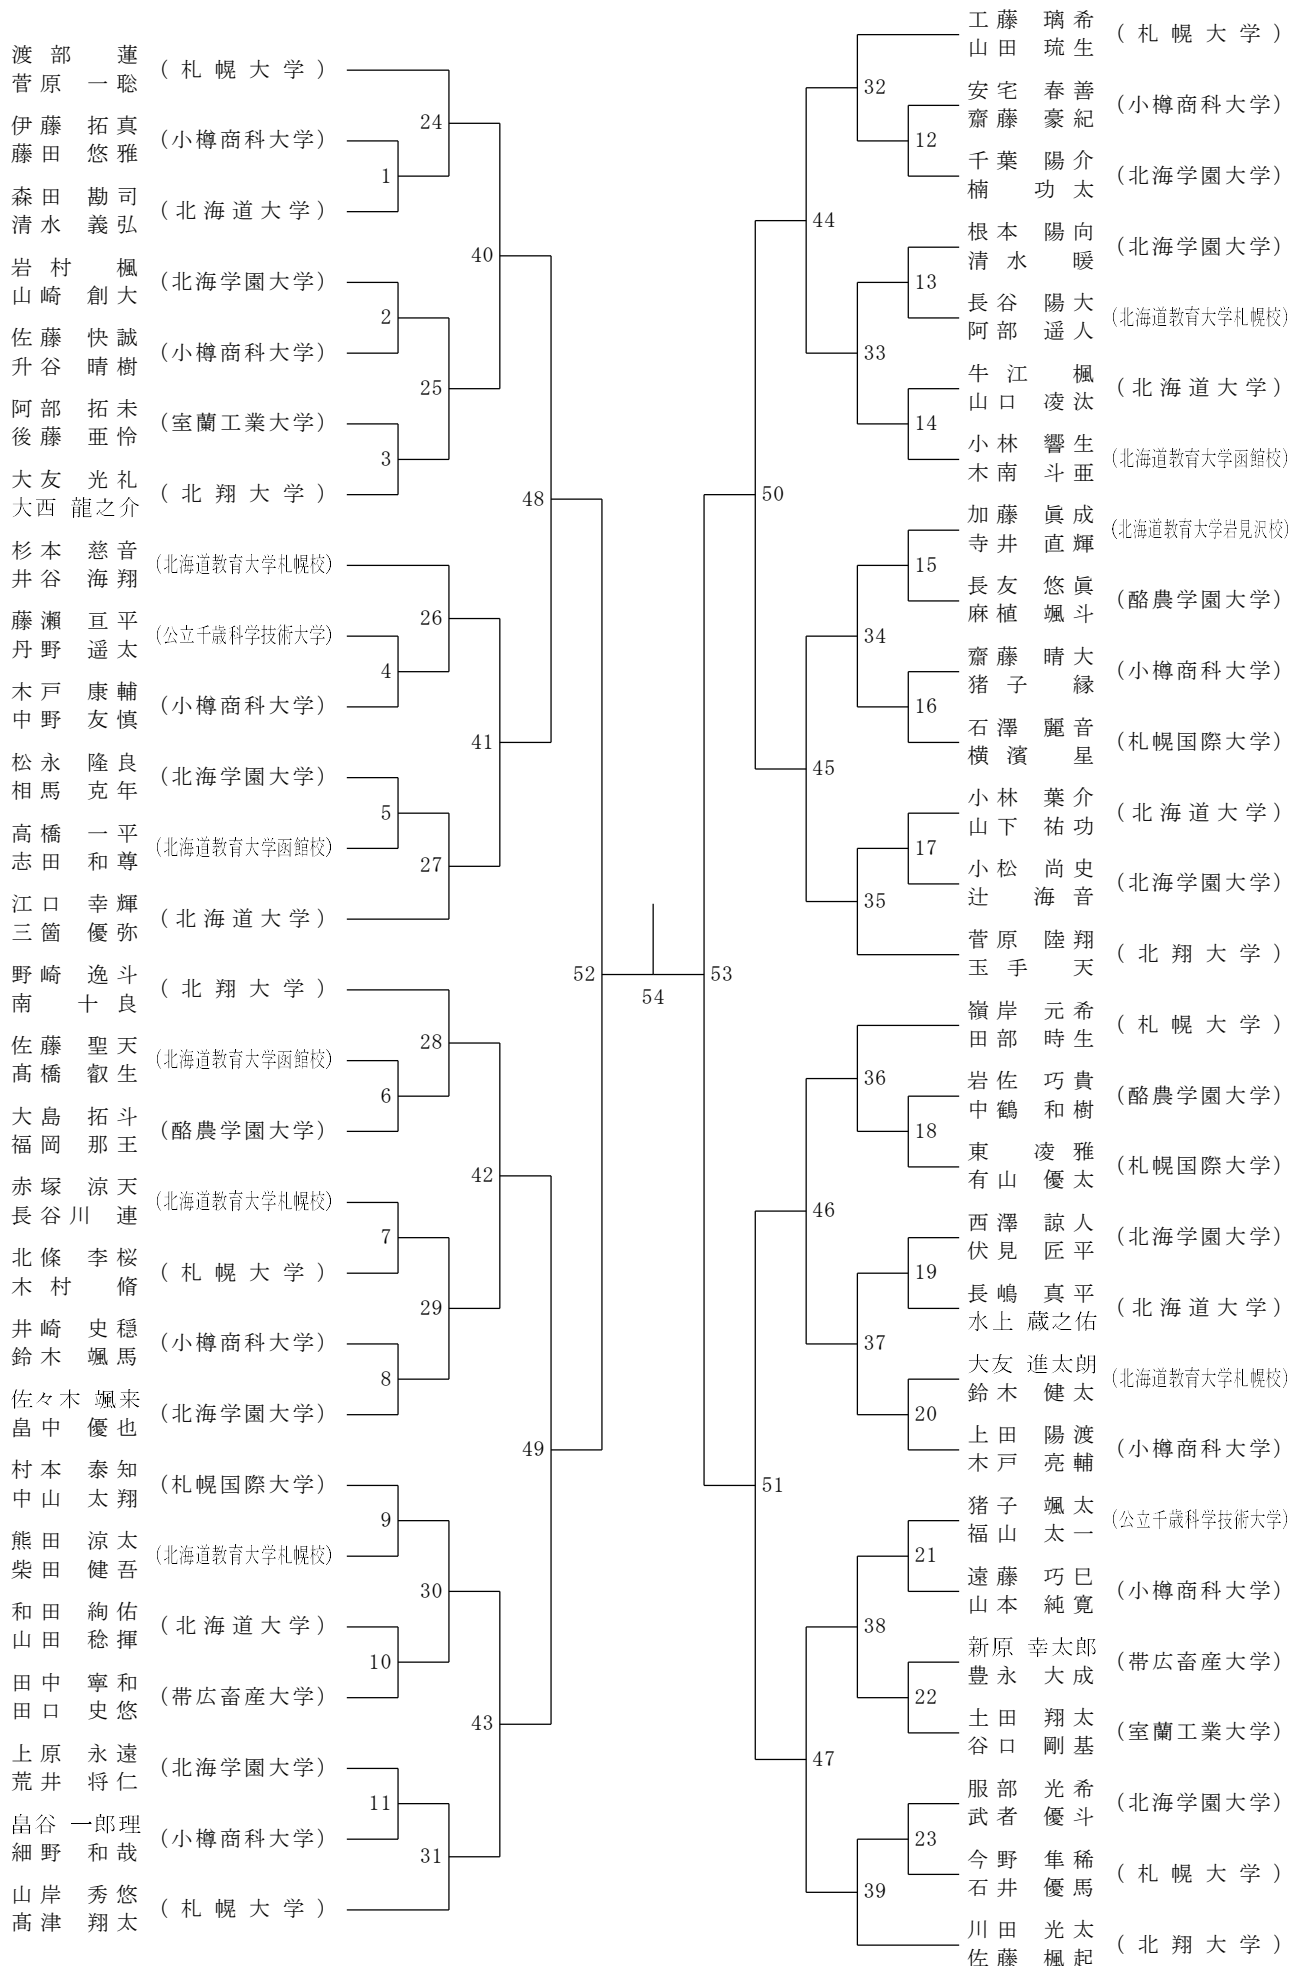 渡部 蓮
菅原 一聡
(札幌大学)
伊藤 拓真
藤田 悠雅
(小樽商科大学)
森田 勘司
清水 義弘
(北海道大学)
岩村 楓
山崎 創大
(北海学園大学)
佐藤 快誠
升谷 晴樹
(小樽商科大学)
阿部 拓未
後藤 亜怜
(室蘭工業大学)
大友 光礼
大西 龍之介
(北翔大学)
杉本 慈音
井谷 海翔
(北海道教育大学札幌校)
藤瀬 亘平
丹野 遥太
(公立千歳科学技術大学)
木戸 康輔
中野 友慎
(小樽商科大学)
松永 隆良
相馬 克年
(北海学園大学)
高橋 一平
志田 和尊
(北海道教育大学函館校)
江口 幸輝
三箇 優弥
(北海道大学)
野崎 逸斗
南 十良
(北翔大学)
佐藤 聖天
髙橋 叡生
(北海道教育大学函館校)
大島 拓斗
福岡 那王
(酪農学園大学)
赤塚 涼天
長谷川 連
(北海道教育大学札幌校)
北條 李桜
木村 脩
(札幌大学)
井崎 史穏
鈴木 颯馬
(小樽商科大学)
佐々木 颯来
畠中 優也
(北海学園大学)
村本 泰知
中山 太翔
(札幌国際大学)
熊田 涼太
柴田 健吾
(北海道教育大学札幌校)
和田 絢佑
山田 稔揮
(北海道大学)
田中 寧和
田口 史悠
(帯広畜産大学)
上原 永遠
荒井 将仁
(北海学園大学)
畠谷 一郎理
細野 和哉
(小樽商科大学)
山岸 秀悠
髙津 翔太
(札幌大学)
1
2
3
4
5
6
7
8
9
10
11
24
25
26
27
28
29
30
31
40
41
42
43
48
49
52
54
53
50
51
44
45
46
47
32
33
34
35
36
37
38
39
12
13
14
15
16
17
18
19
20
21
22
23
工藤 璃希
山田 琉生
(札幌大学)
安宅 春善
齋藤 豪紀
(小樽商科大学)
千葉 陽介
楠 功太
(北海学園大学)
根本 陽向
清水 暖
(北海学園大学)
長谷 陽大
阿部 遥人
(北海道教育大学札幌校)
牛江 楓
山口 凌汰
(北海道大学)
小林 響生
木南 斗亜
(北海道教育大学函館校)
加藤 眞成
寺井 直輝
(北海道教育大学岩見沢校)
長友 悠眞
麻植 颯斗
(酪農学園大学)
齋藤 晴大
猪子 縁
(小樽商科大学)
石澤 麗音
横濱 星
(札幌国際大学)
小林 葉介
山下 祐功
(北海道大学)
小松 尚史
辻 海音
(北海学園大学)
菅原 陸翔
玉手 天
(北翔大学)
嶺岸 元希
田部 時生
(札幌大学)
岩佐 巧貴
中鶴 和樹
(酪農学園大学)
東 凌雅
有山 優太
(札幌国際大学)
西澤 諒人
伏見 匠平
(北海学園大学)
長嶋 真平
水上 蔵之佑
(北海道大学)
大友 進太朗
鈴木 健太
(北海道教育大学札幌校)
上田 陽渡
木戸 亮輔
(小樽商科大学)
猪子 颯太
福山 太一
(公立千歳科学技術大学)
遠藤 巧巳
山本 純寛
(小樽商科大学)
新原 幸太郎
豊永 大成
(帯広畜産大学)
土田 翔太
谷口 剛基
(室蘭工業大学)
服部 光希
武者 優斗
(北海学園大学)
今野 隼稀
石井 優馬
(札幌大学)
川田 光太
佐藤 楓起
(北翔大学)